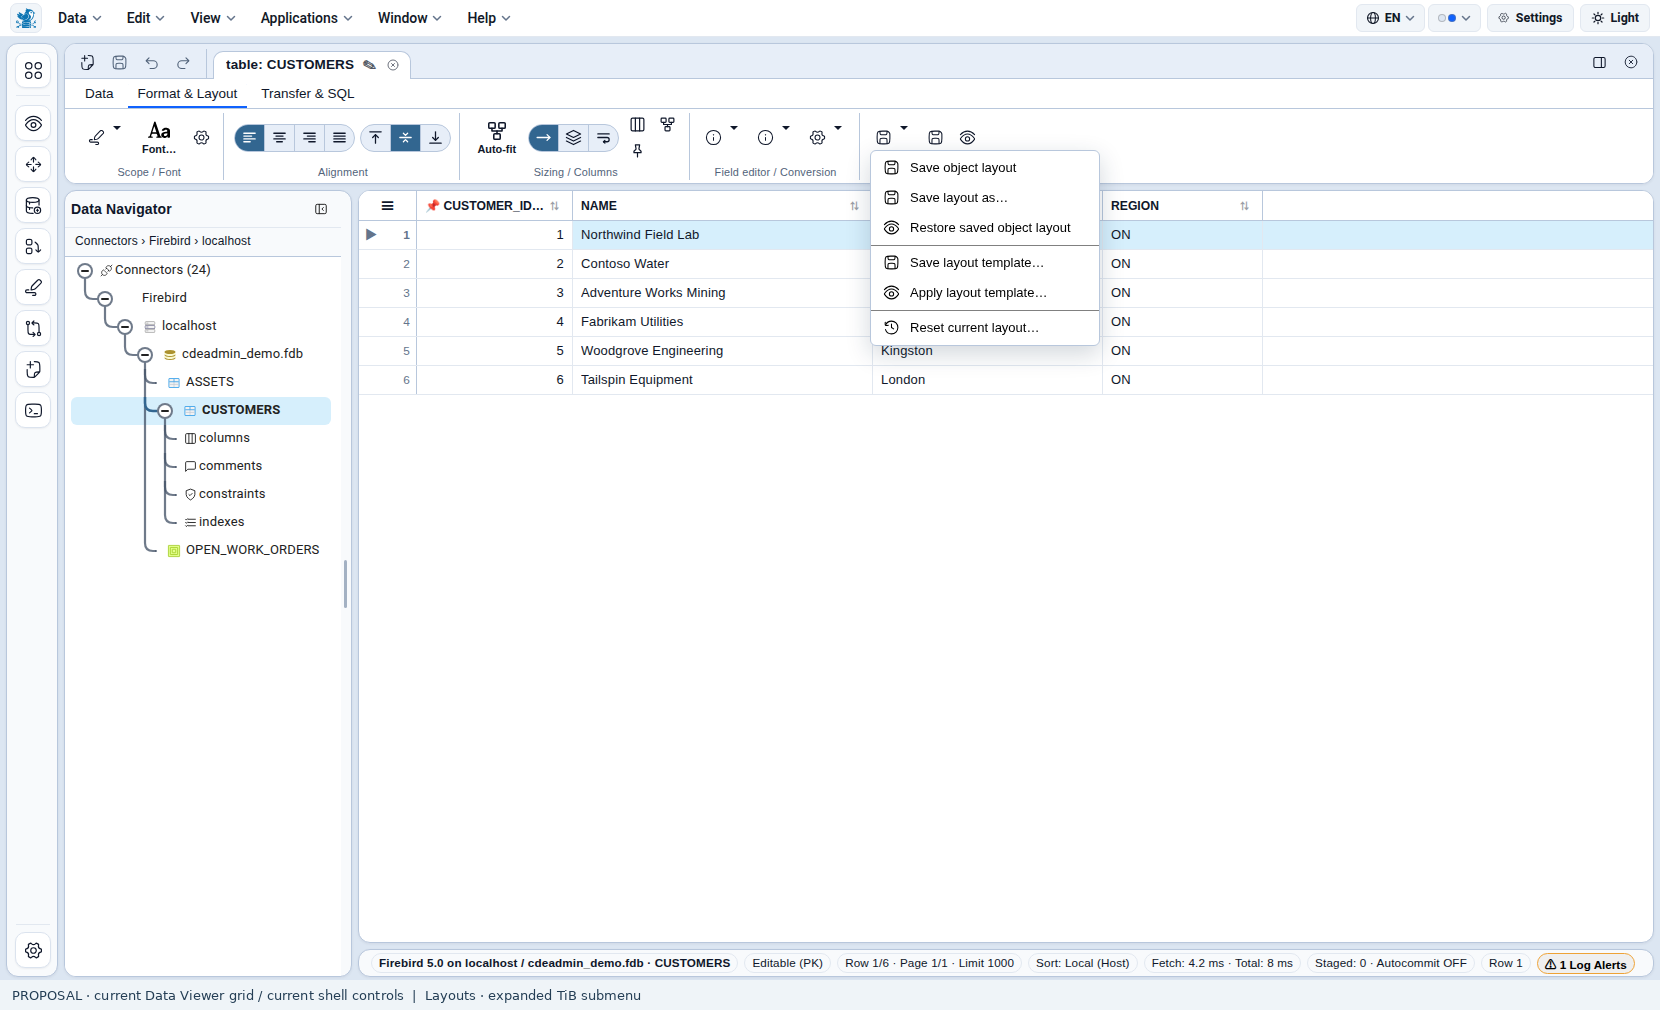 Data Edit View Applications Window Help EN Settings Light
table: CUSTOMERS
Data Format & Layout Transfer & SQL
Aa
Font... Auto-fit
Scope / Font Alignment Sizing / Columns Field editor / Conversion
Save object layout
Save layout as...
Restore saved object layout
Save layout template...
Apply layout template...
Reset current layout...
Data Navigator
Connectors › Firebird › localhost
Connectors (24)
Firebird
localhost
cdeadmin_demo.fdb
ASSETS
CUSTOMERS
columns
comments
constraints
indexes
OPEN_WORK_ORDERS
CUSTOMER_ID... NAME REGION
1 1 Northwind Field Lab ON
2 2 Contoso Water ON
3 3 Adventure Works Mining ON
4 4 Fabrikam Utilities ON
5 5 Woodgrove Engineering Kingston ON
6 6 Tailspin Equipment London ON
Firebird 5.0 on localhost / cdeadmin_demo.fdb · CUSTOMERS Editable (PK) Row 1/6 · Page 1/1 · Limit 1000 Sort: Local (Host) Fetch: 4.2 ms · Total: 8 ms Staged: 0 · Autocommit OFF Row 1 1 Log Alerts
PROPOSAL · current Data Viewer grid / current shell controls | Layouts · expanded TiB submenu